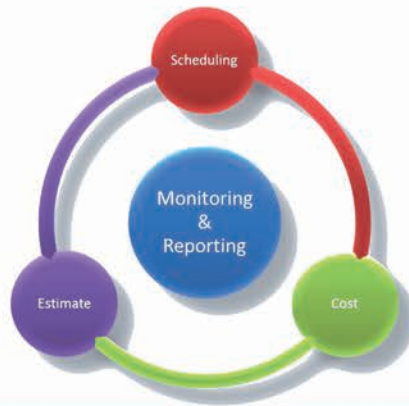 Scheduling
Monitoring
&
Reporting
Estimate
Cost